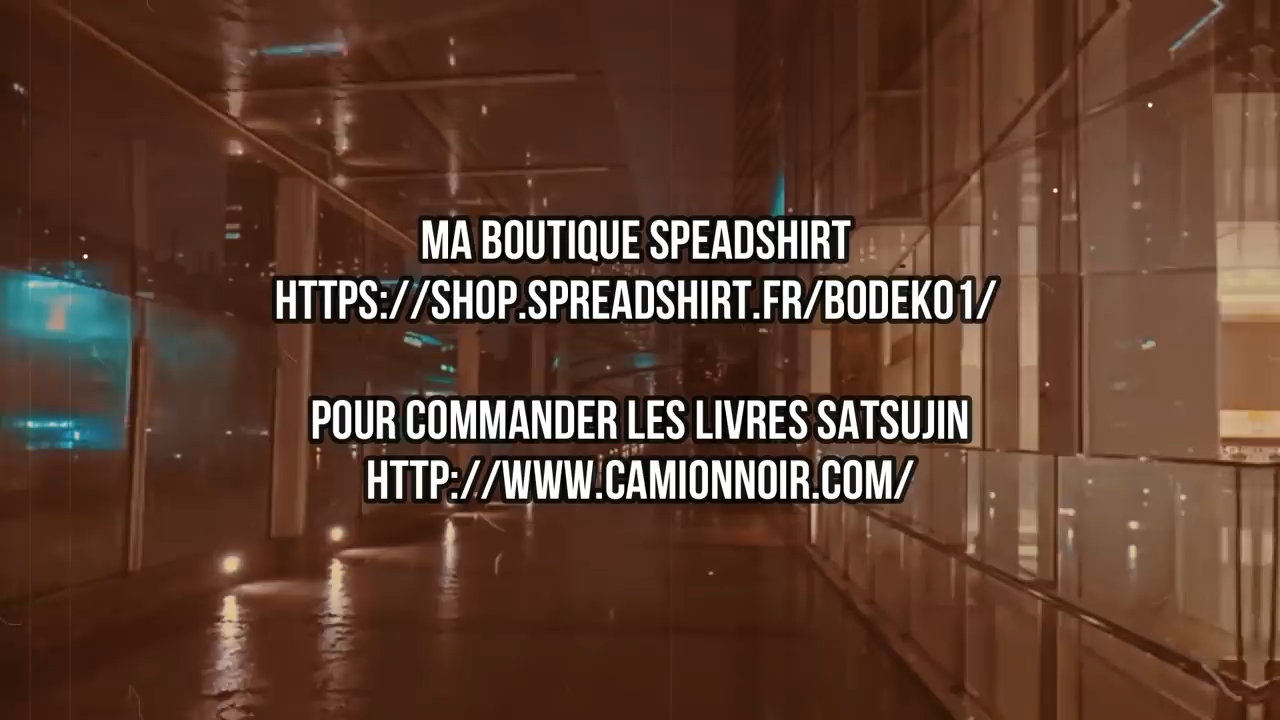 MA BOUTIQUE SPEADSHIRT
HTTPS://SHOP.SPREADSHIRT.FR/BODEKO1/
POUR COMMANDER LES LIVRES SATSUJIN
HTTP://WWW.CAMIONNOIR.COM/